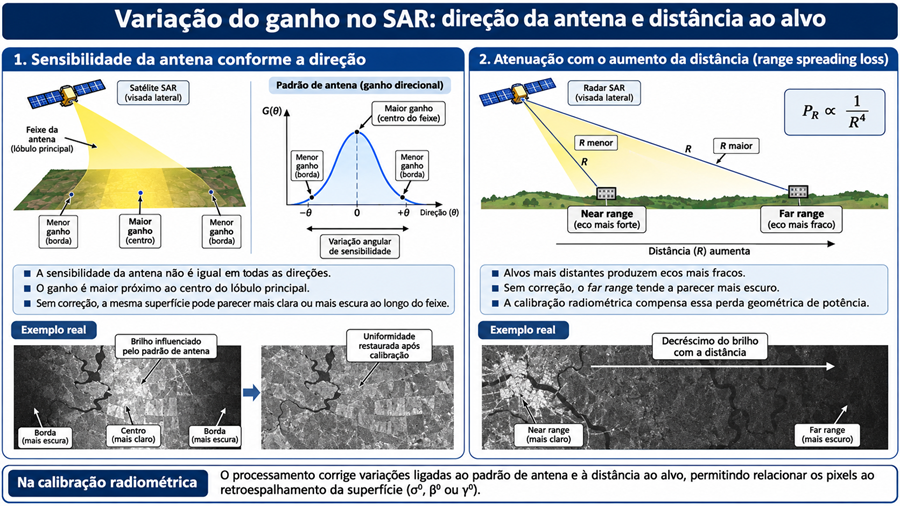 Variação do ganho no SAR: direção da antena e distância ao alvo
1. Sensibilidade da antena conforme a direção
Satélite SAR
(visada lateral)
Feixe da
antena
(lóbulo principal)
Menor
ganho
(borda)
Maior
ganho
(centro)
Menor
ganho
(borda)
Padrão de antena (ganho direcional)
G(θ)
Maior ganho
(centro do feixe)
Menor
ganho
(borda)
Menor
ganho
(borda)
−θ
0
+θ
Direção (θ)
Variação angular
de sensibilidade
■ A sensibilidade da antena não é igual em todas as direções.
■ O ganho é maior próximo ao centro do lóbulo principal.
■ Sem correção, a mesma superfície pode parecer mais clara ou mais escura ao longo do feixe.
Exemplo real
Brilho influenciado
pelo padrão de antena
Borda
(mais escura)
Centro
(mais claro)
Borda
(mais escura)
Uniformidade
restaurada após
calibração
2. Atenuação com o aumento da distância (range spreading loss)
Radar SAR
(visada lateral)
P_R ∝ 1/R⁴
R menor
R
R
R maior
Near range
(eco mais forte)
Far range
(eco mais fraco)
Distância (R) aumenta
■ Alvos mais distantes produzem ecos mais fracos.
■ Sem correção, o far range tende a parecer mais escuro.
■ A calibração radiométrica compensa essa perda geométrica de potência.
Exemplo real
Decréscimo do brilho
com a distância
Near range
(mais claro)
Far range
(mais escuro)
Na calibração radiométrica
O processamento corrige variações ligadas ao padrão de antena e à distância ao alvo, permitindo relacionar os pixels ao
retroespalhamento da superfície (σ⁰, β⁰ ou γ⁰).